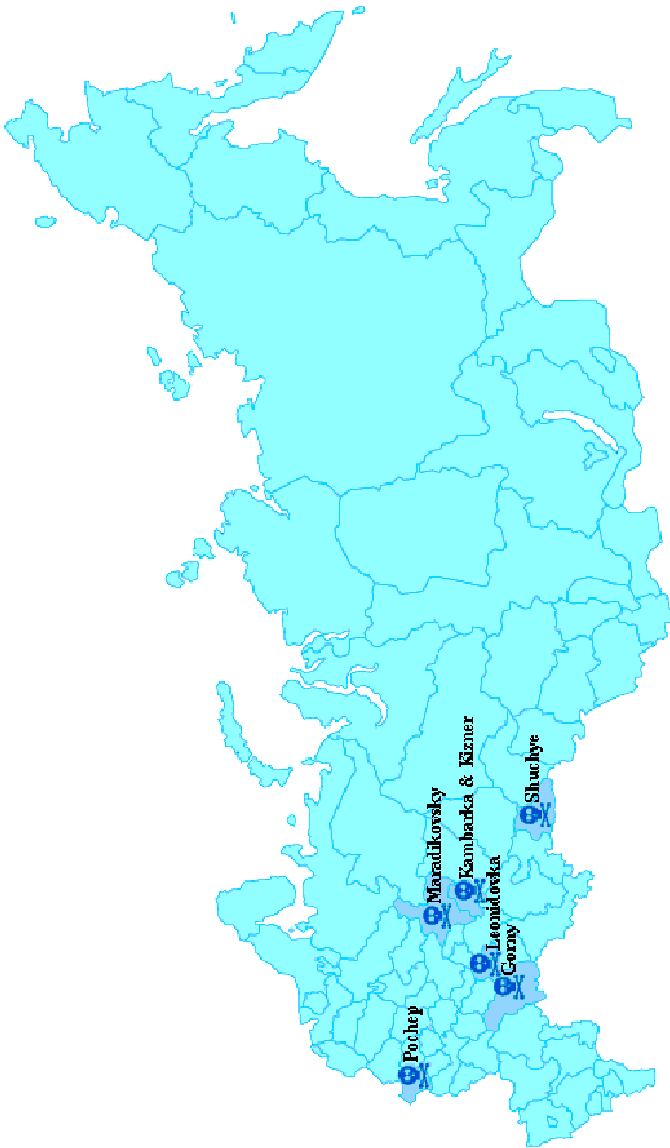 Pochep
Maradikovsky
Kambarka & Kizner
Leonidovka
Gorny
Shuchye